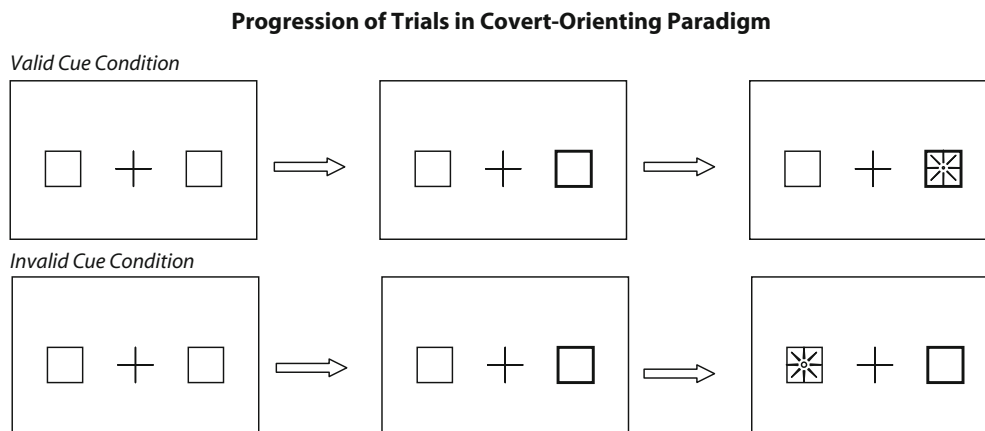 Progression of Trials in Covert-Orienting Paradigm
Valid Cue Condition
Invalid Cue Condition